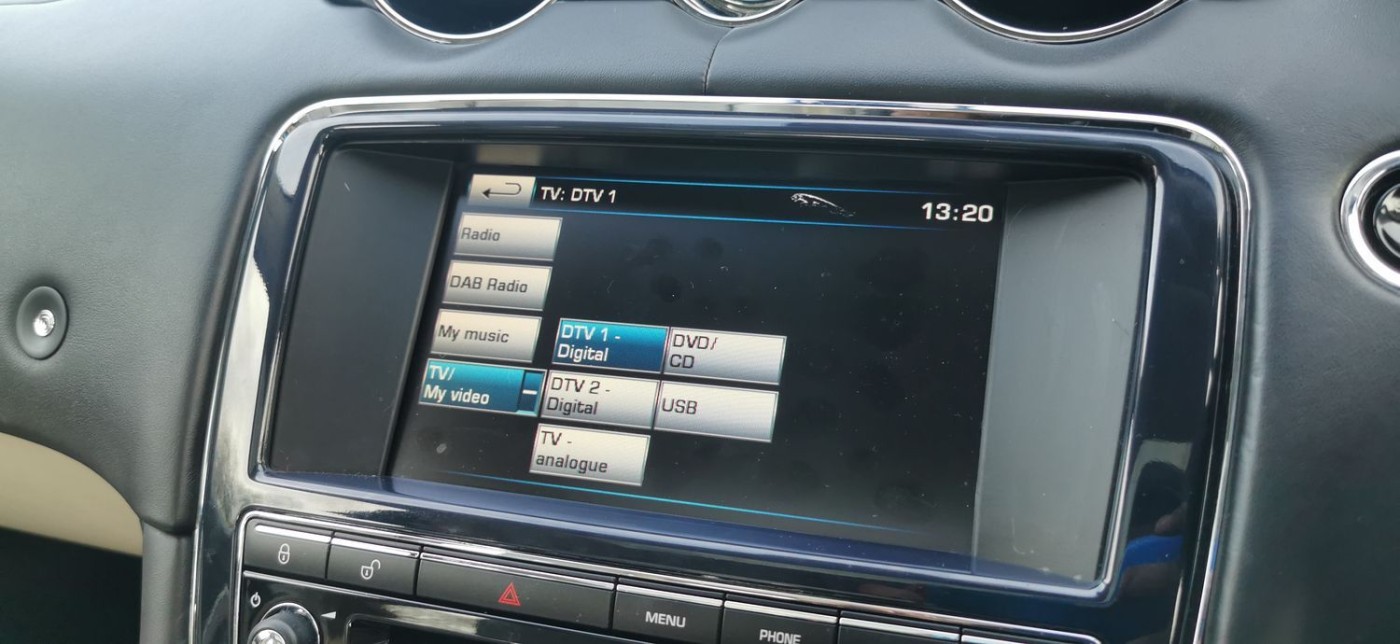 TV: DTV 1
13:20
Radio
DAB Radio
My music
TV/
My video
DTV 1 -
Digital
DVD/
CD
DTV 2 -
Digital
USB
TV -
analogue
MENU
PHONE